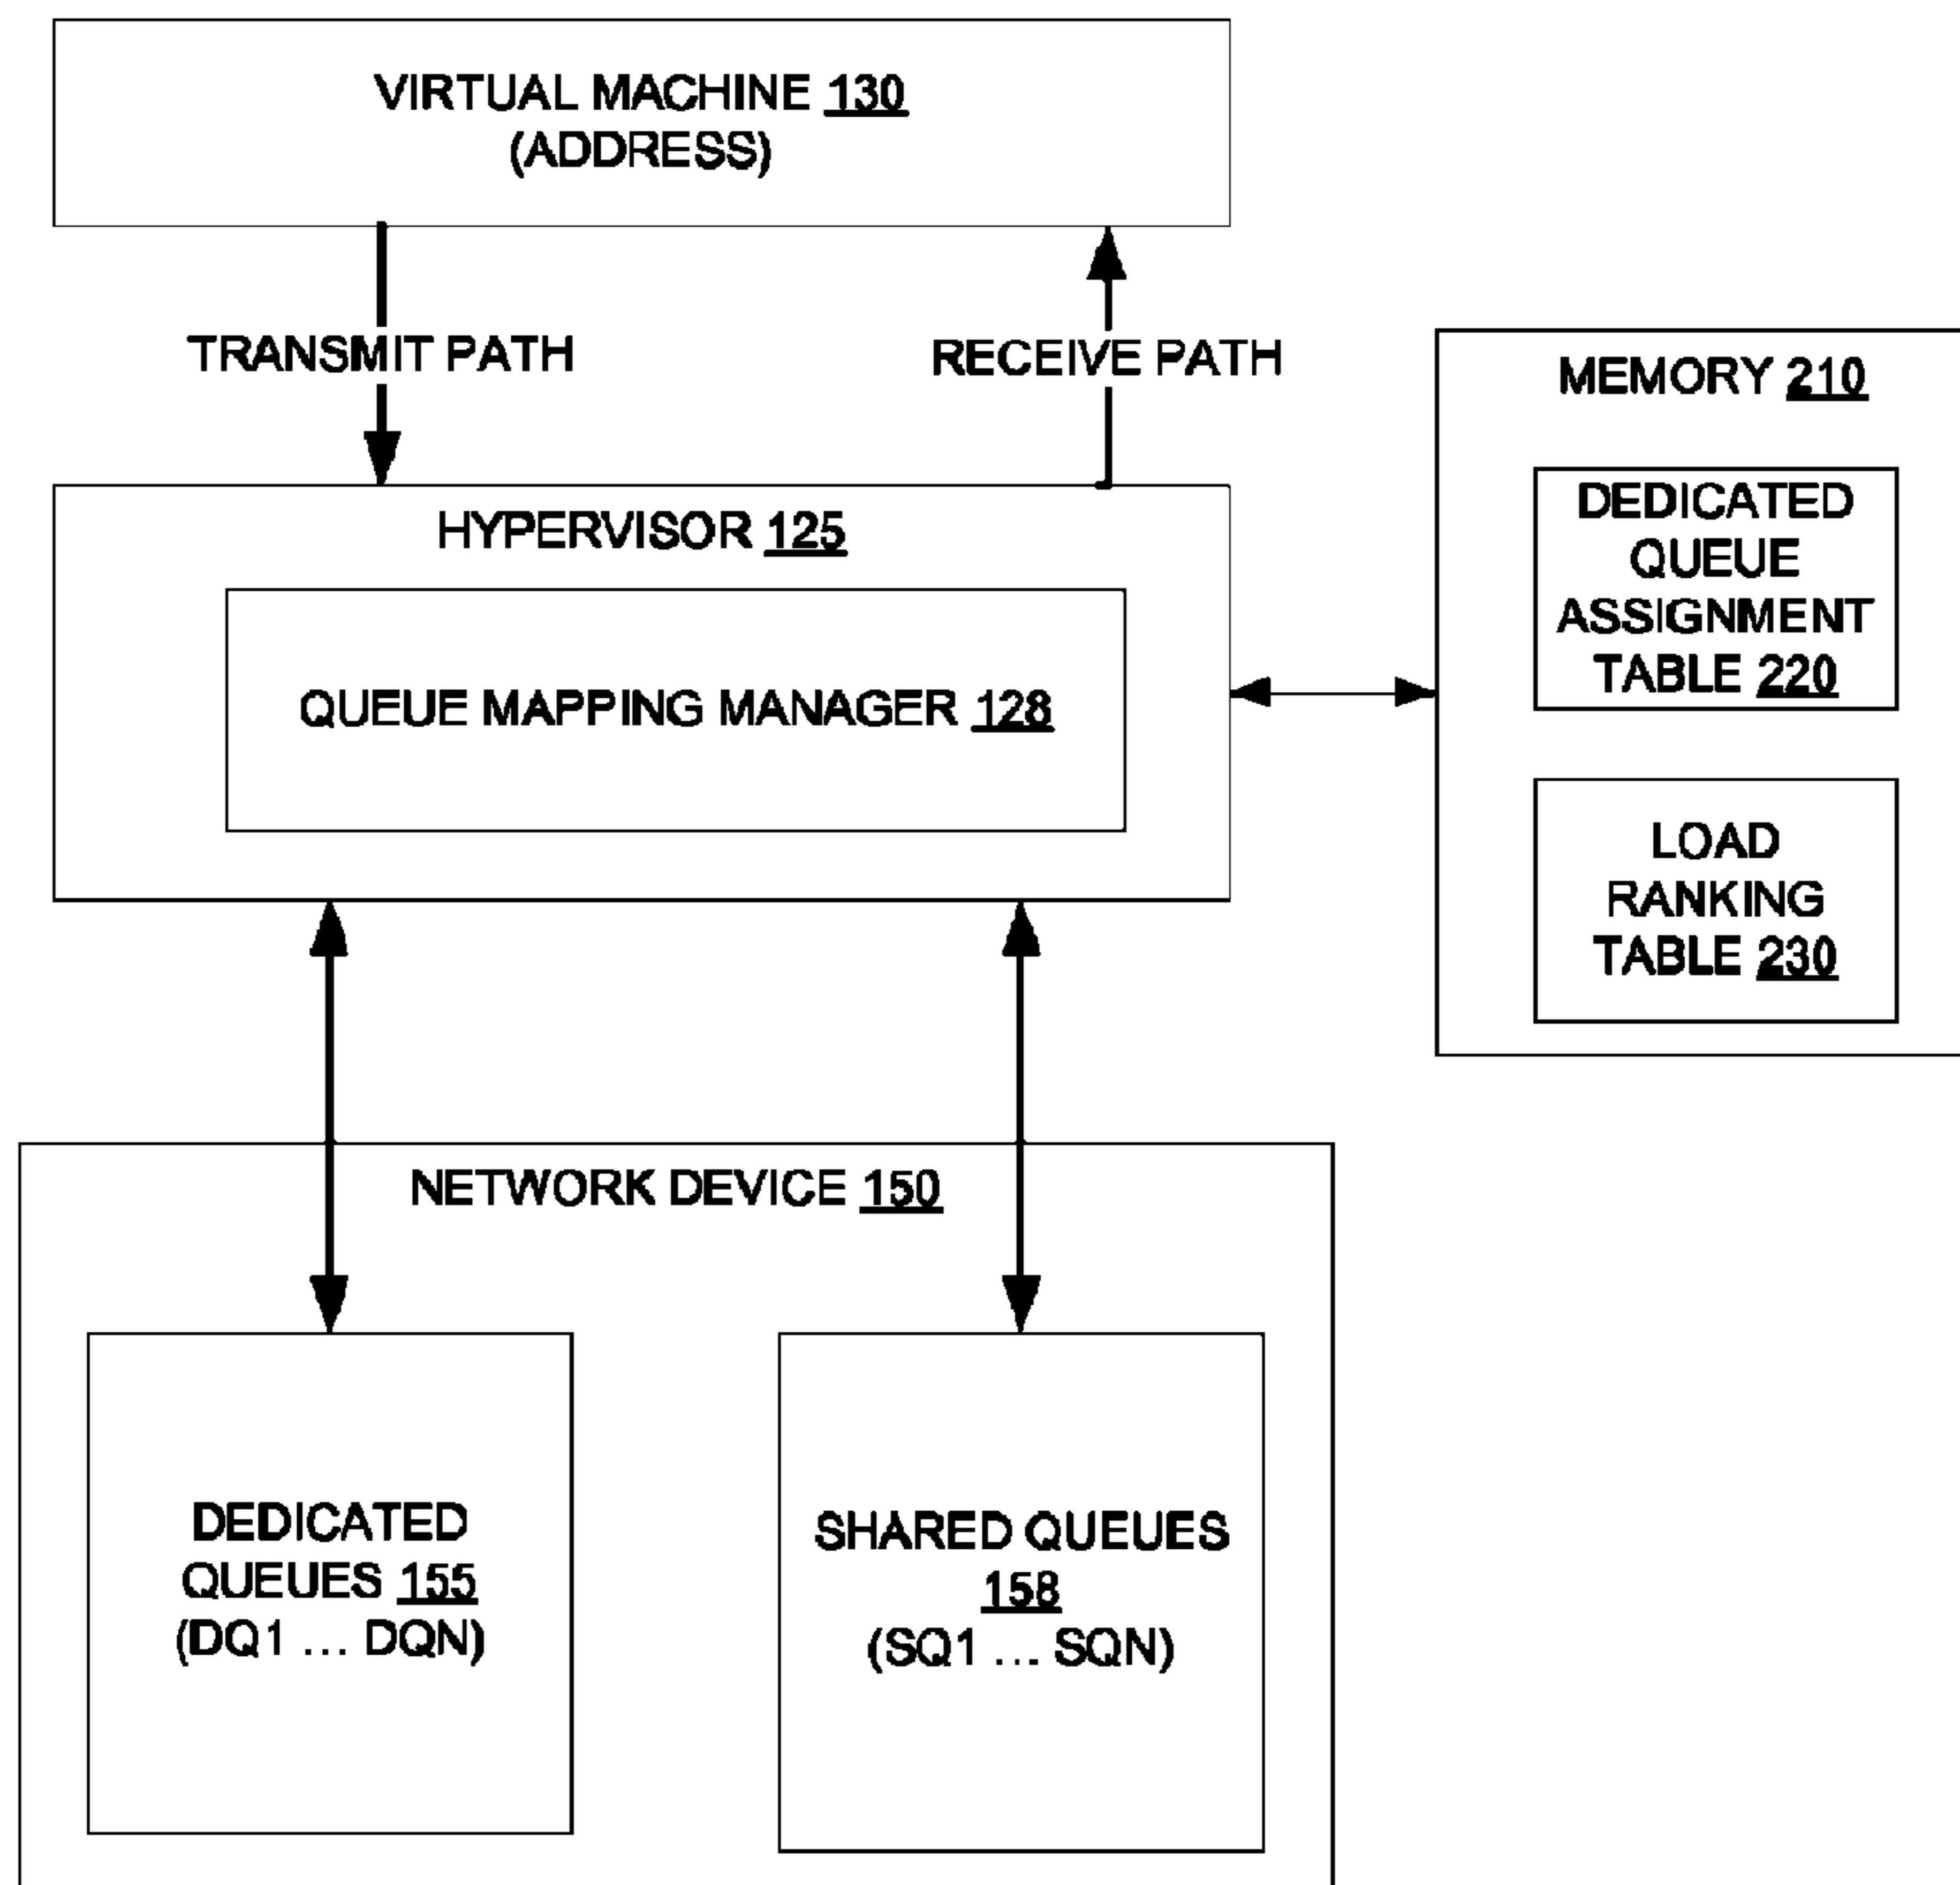 VIRTUAL MACHINE 130
(ADDRESS)
TRANSMIT PATH
RECEIVE PATH
MEMORY 210
DEDICATED
QUEUE
ASSIGNMENT
TABLE 220
LOAD
RANKING
TABLE 230
HYPERVISOR 125
QUEUE MAPPING MANAGER 128
NETWORK DEVICE 150
DEDICATED
QUEUES 155
(DQ1 ... DQN)
SHARED QUEUES
158
(SQ1 ... SQN)